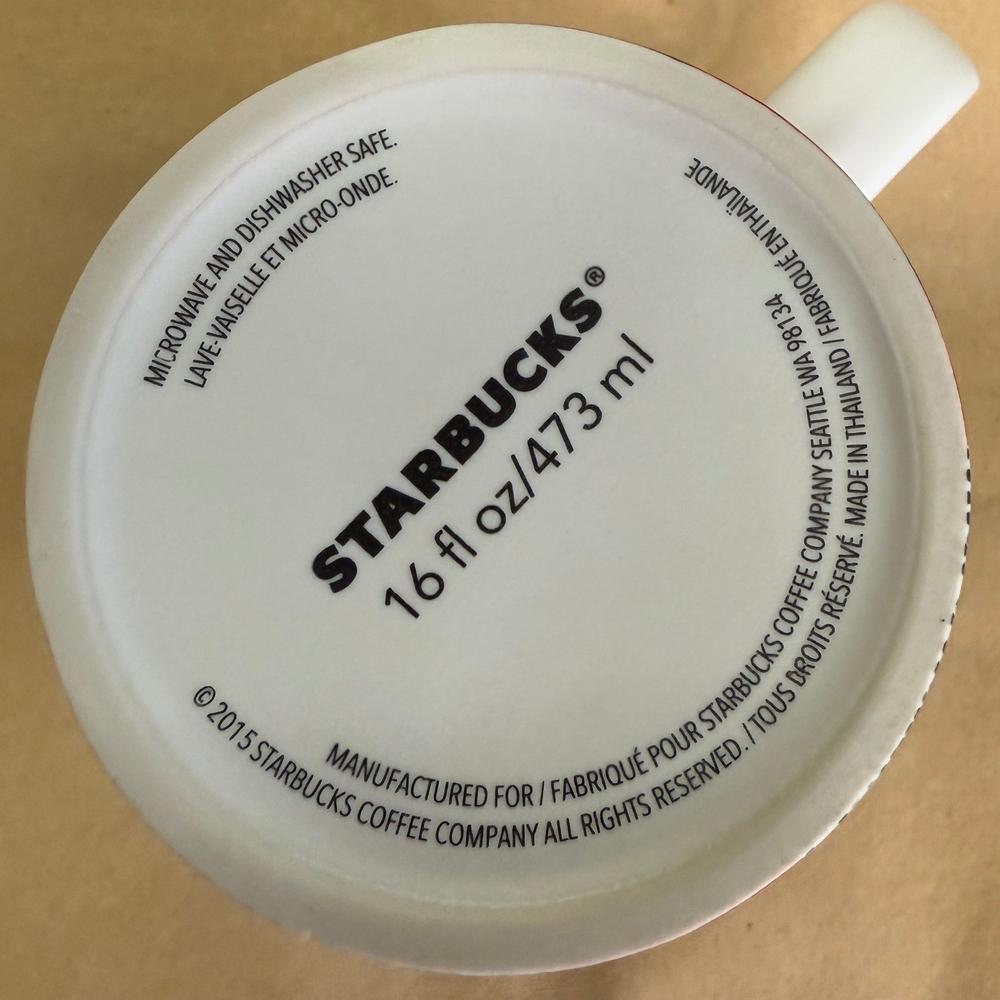 MICROWAVE AND DISHWASHER SAFE.
LAVE-VAISELLE ET MICRO-ONDE.
STARBUCKS®
16 fl oz/473 ml
MANUFACTURED FOR / FABRIQUÉ POUR STARBUCKS COFFEE COMPANY SEATTLE WA 98134
© 2015 STARBUCKS COFFEE COMPANY ALL RIGHTS RESERVED. / TOUS DROITS RÉSERVÉ. MADE IN THAILAND / FABRIQUÉ EN THAÏLANDE